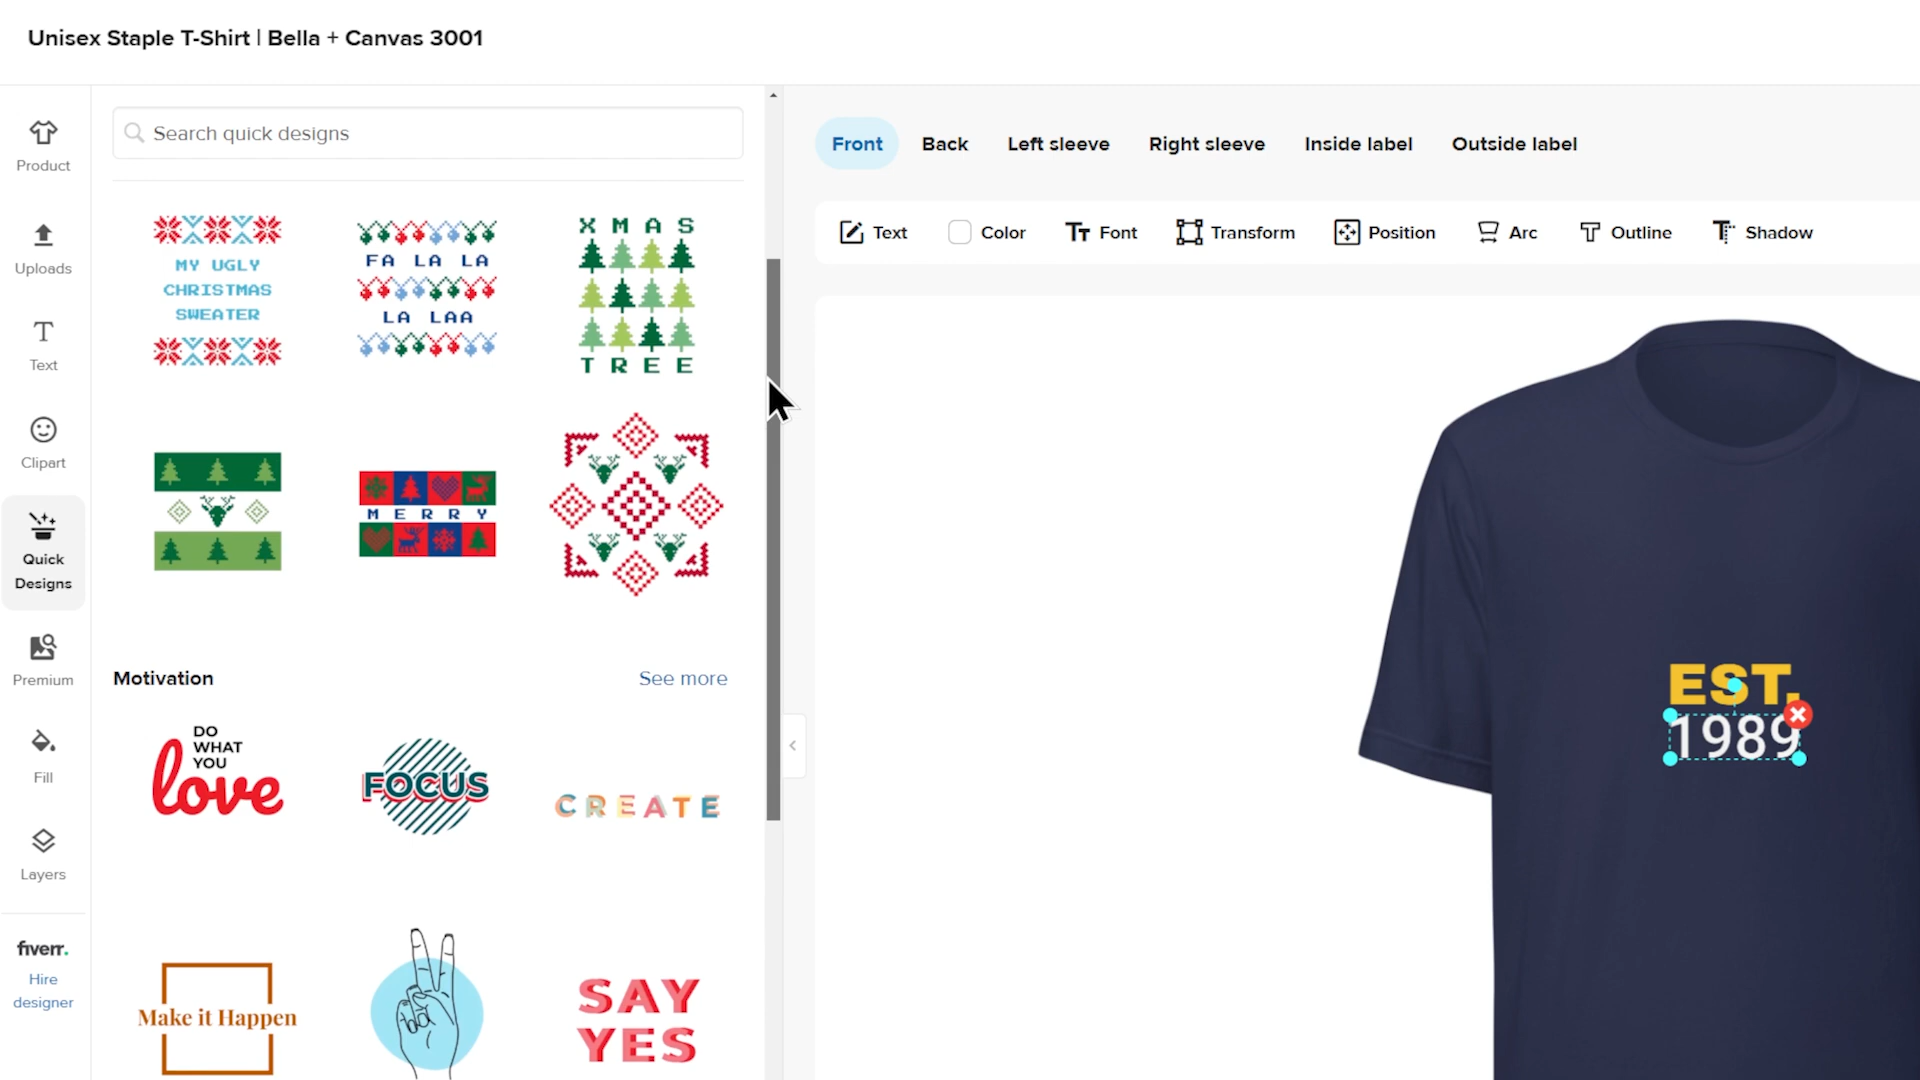 Unisex Staple T-Shirt | Bella + Canvas 3001
Product
Uploads
Text
Clipart
Quick
Designs
Premium
Fill
Layers
fiverr.
Hire
designer
Search quick designs
MY UGLY
CHRISTMAS
SWEATER
FA LA LA
LA LAA
XMAS
TREE
MERRY
Motivation
See more
DO
WHAT
YOU
love
FOCUS
CREATE
Make it Happen
SAY
YES
Front
Back
Left sleeve
Right sleeve
Inside label
Outside label
Text
Color
Font
Transform
Position
Arc
Outline
Shadow
EST.
1989